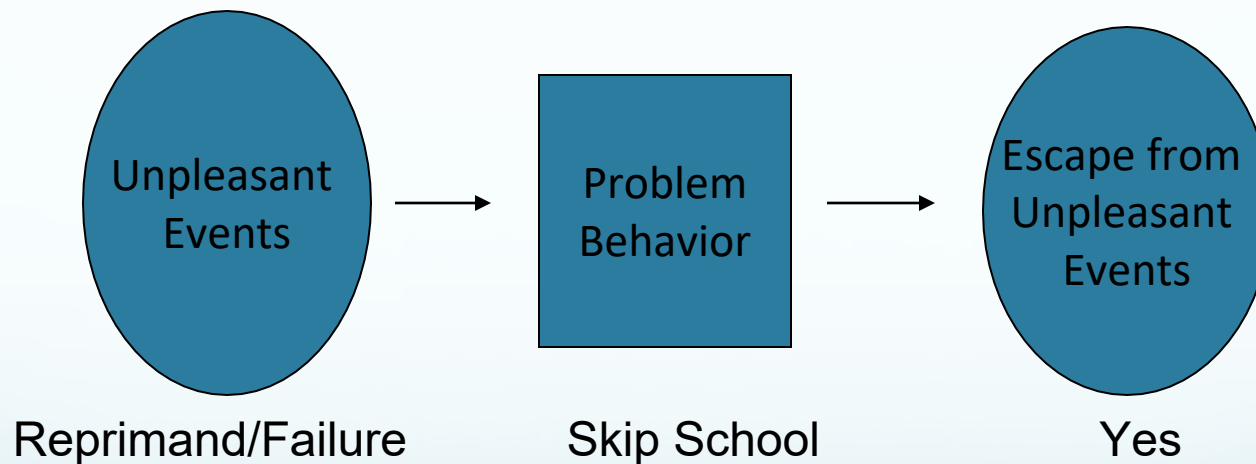 Unpleasant
Events
Problem
Behavior
Escape from
Unpleasant
Events
Reprimand/Failure
Skip School
Yes